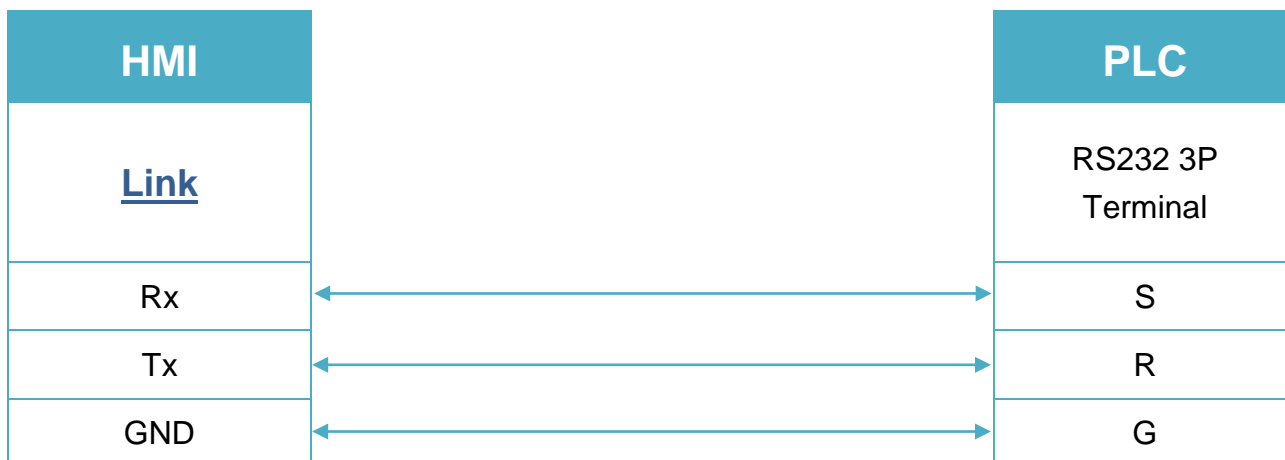 HMI PLC
Link RS232 3P
Terminal
Rx S
Tx R
GND G